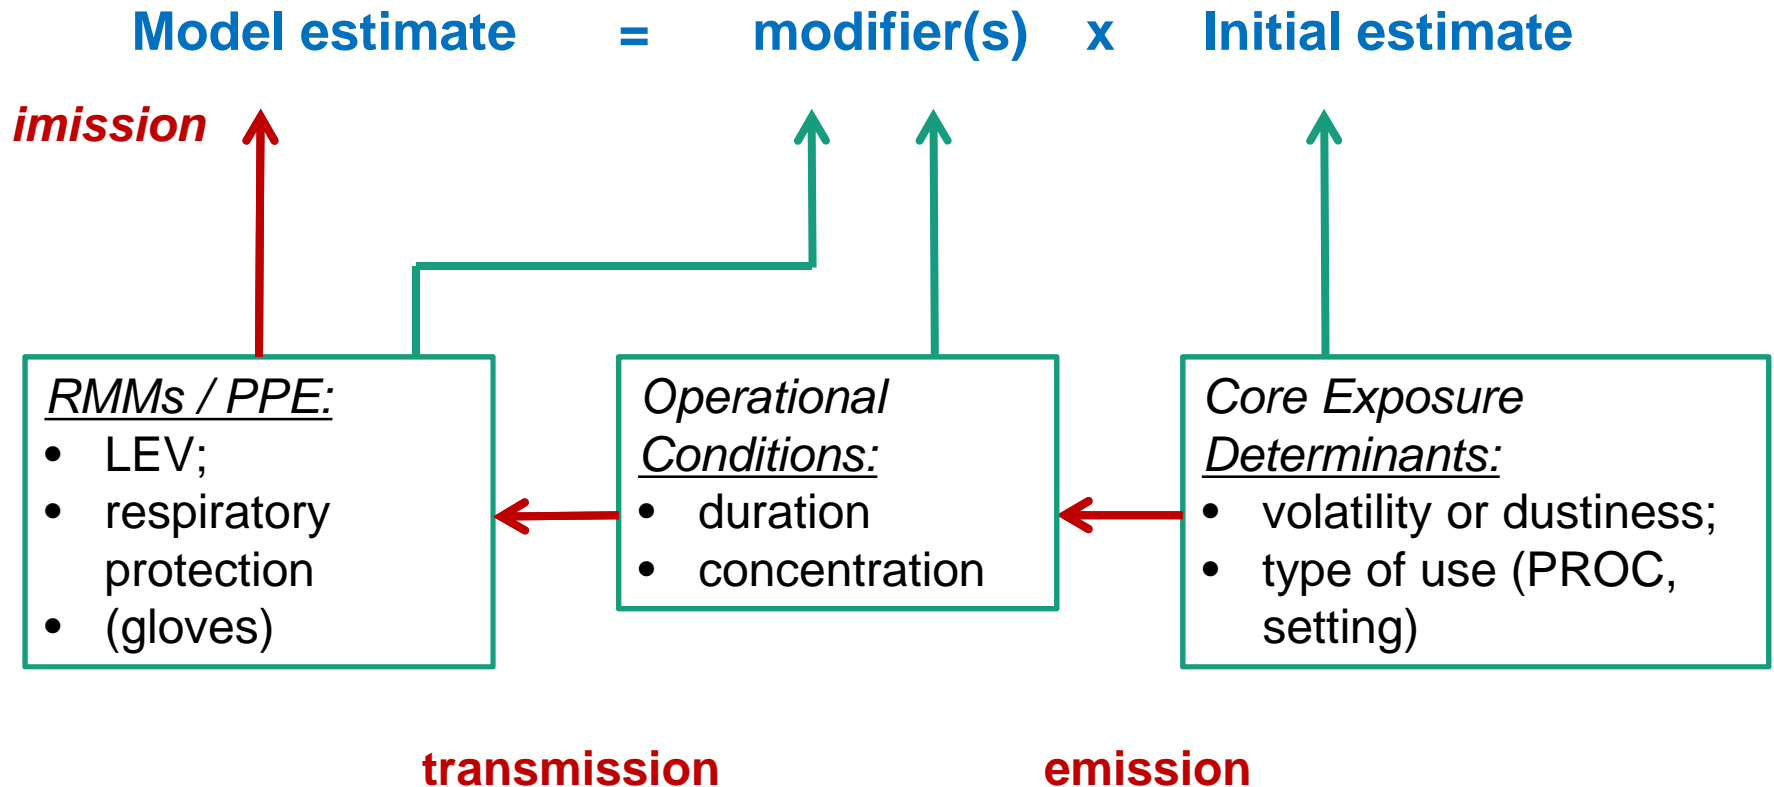 Model estimate = modifier(s) x Initial estimate
imission
RMMs / PPE:
• LEV;
• respiratory
protection
• (gloves)
Operational
Conditions:
• duration
• concentration
Core Exposure
Determinants:
• volatility or dustiness;
• type of use (PROC,
setting)
transmission
emission